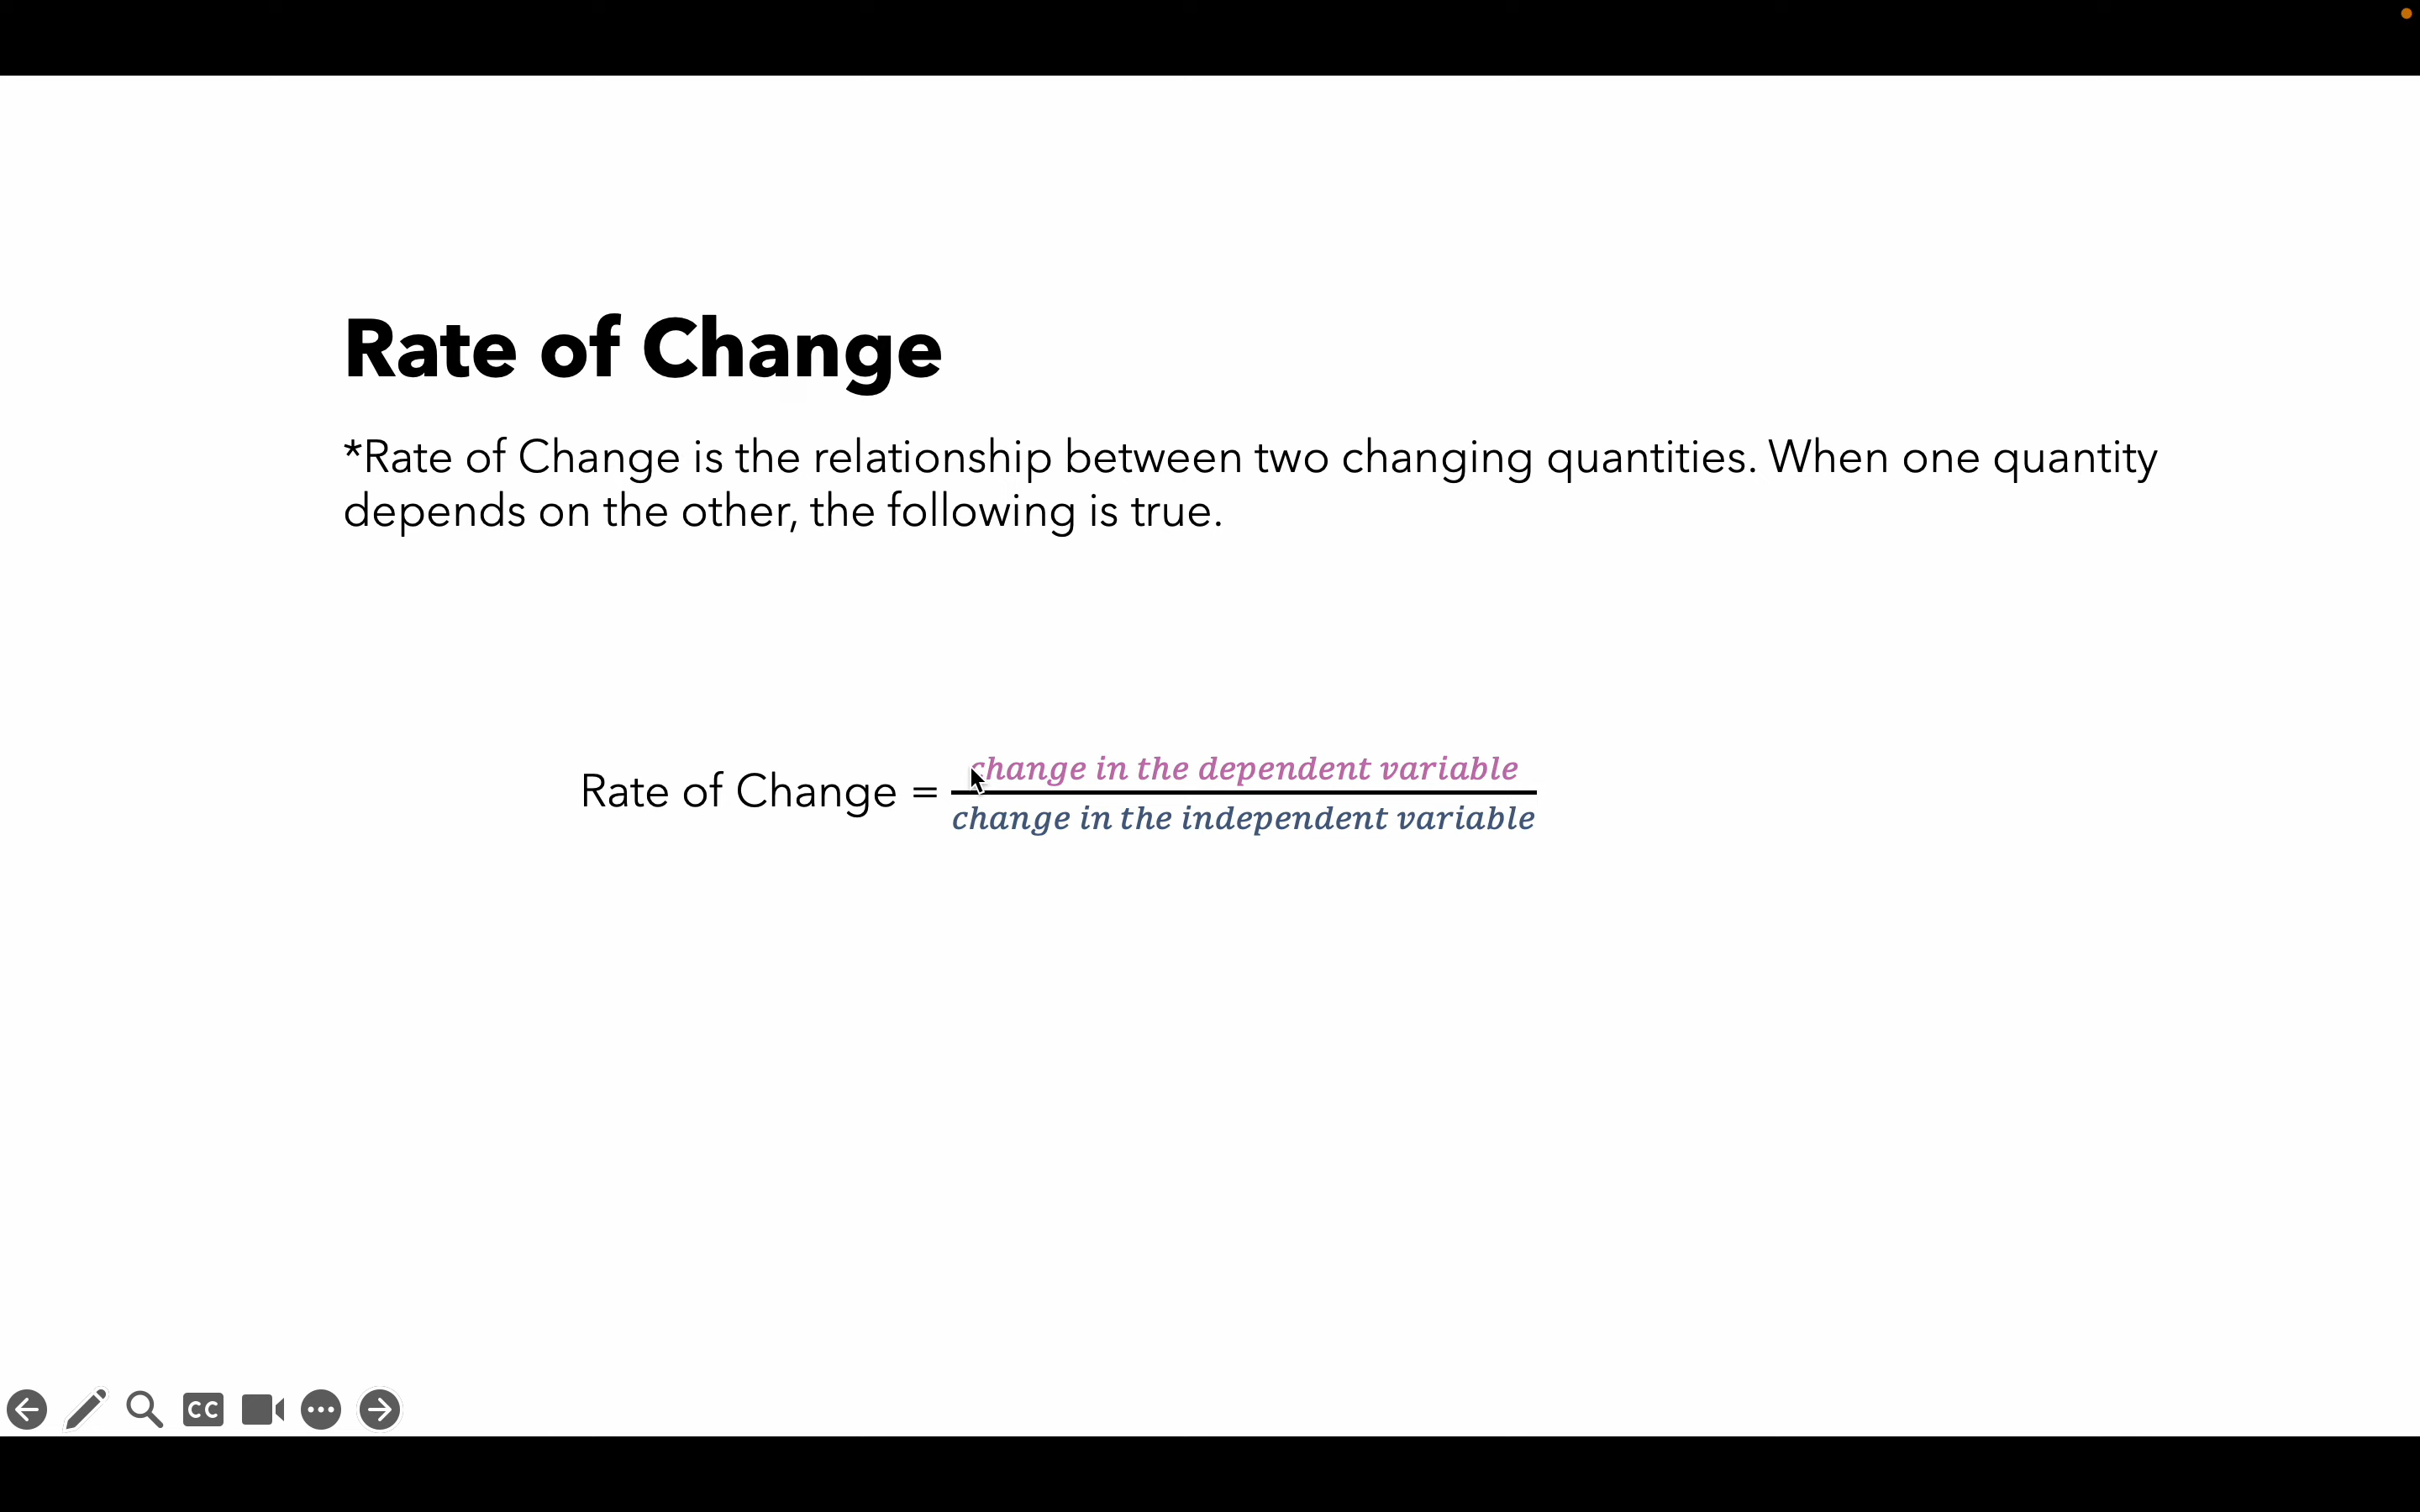 Rate of Change
*Rate of Change is the relationship between two changing quantities. When one quantity
depends on the other, the following is true.
Rate of Change = change in the dependent variable
change in the independent variable
CC